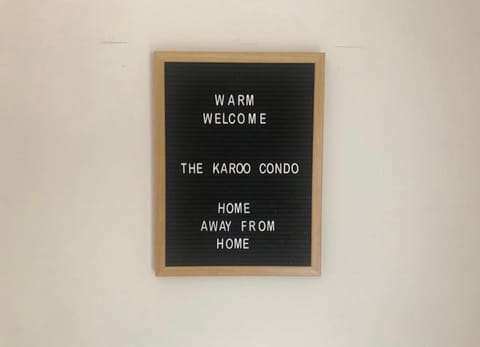 WARM
WELCOME
THE KAROO CONDO
HOME
AWAY FROM
HOME